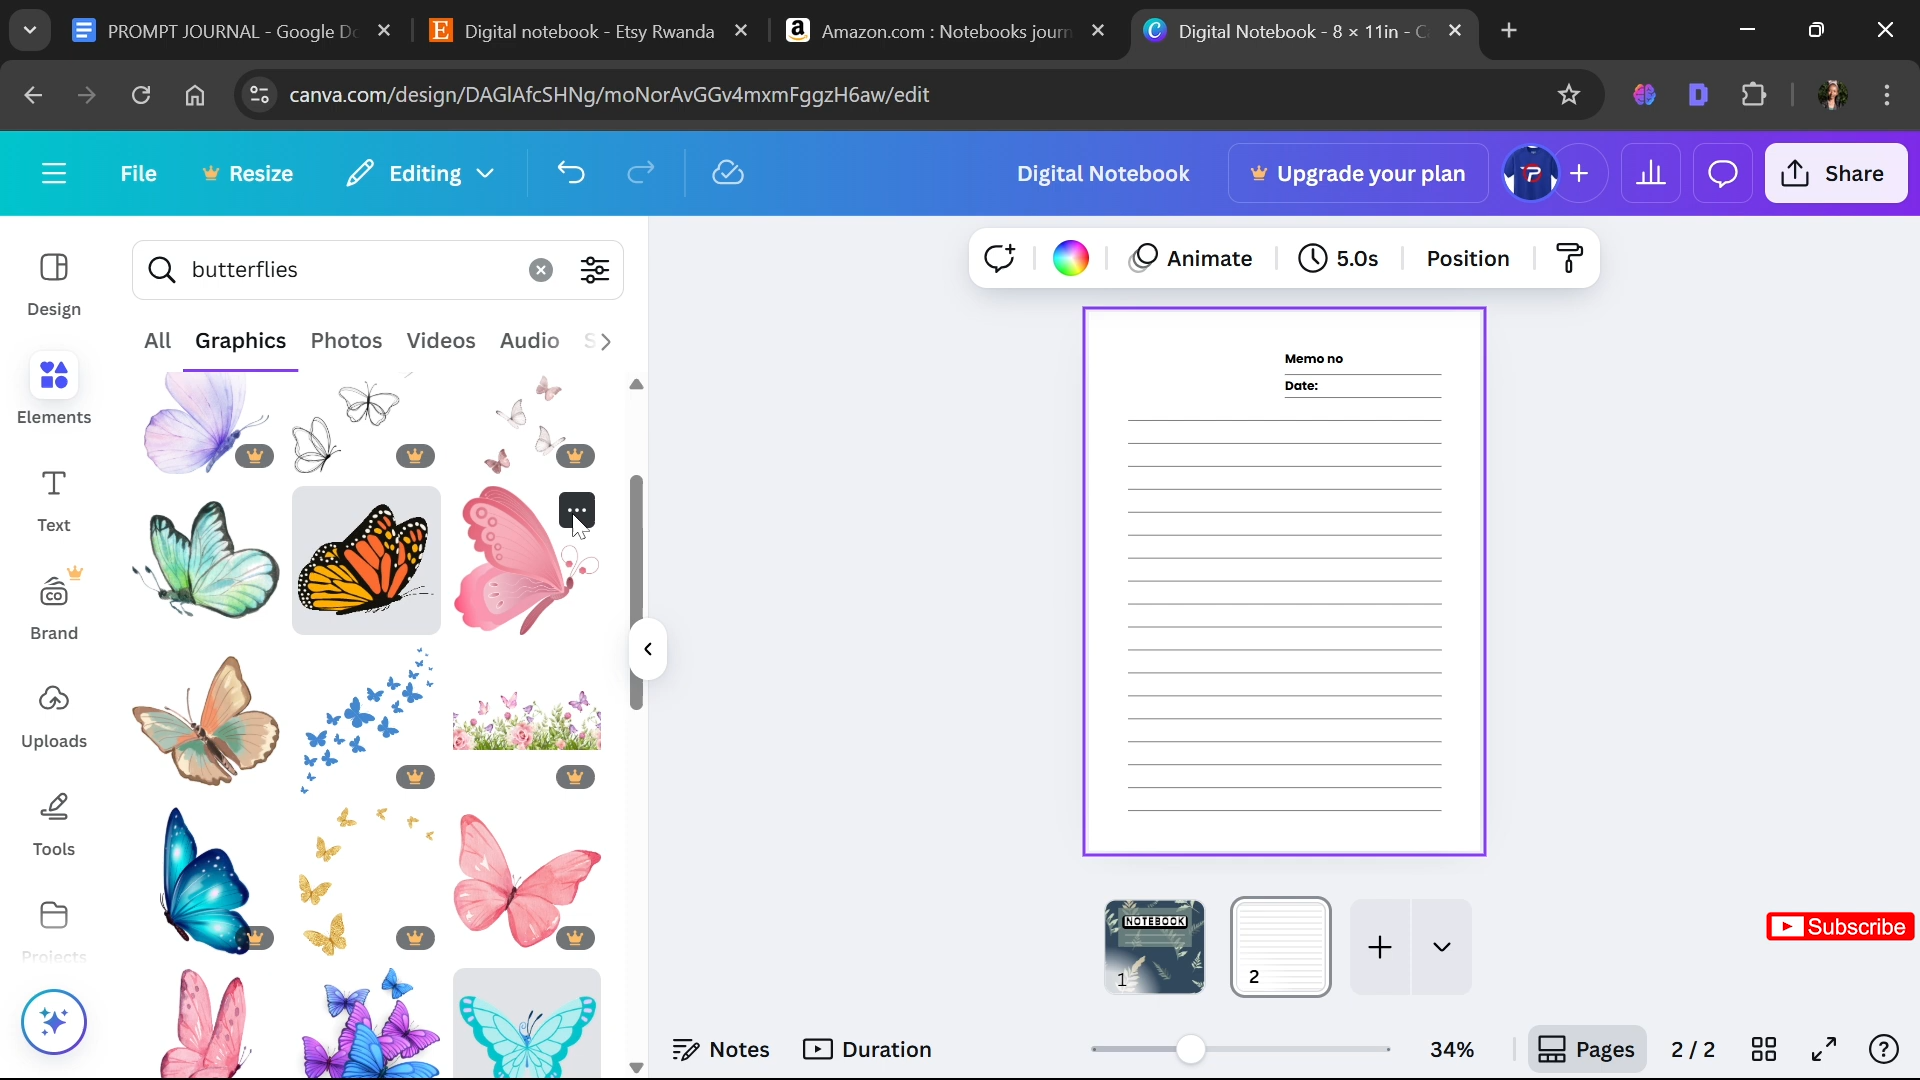 PROMPT JOURNAL - Google D
Digital notebook - Etsy Rwanda
Amazon.com : Notebooks journ
Digital Notebook - 8 × 11in - C
canva.com/design/DAGlAfcSHNg/moNorAvGGv4mxmFggzH6aw/edit
File
Resize
Editing
Digital Notebook
Upgrade your plan
Share
Design
Elements
Text
Brand
Uploads
Tools
Projects
butterflies
All
Graphics
Photos
Videos
Audio
S
Animate
5.0s
Position
Memo no
Date:
NOTEBOOK
1
2
Subscribe
Notes
Duration
34%
Pages
2 / 2